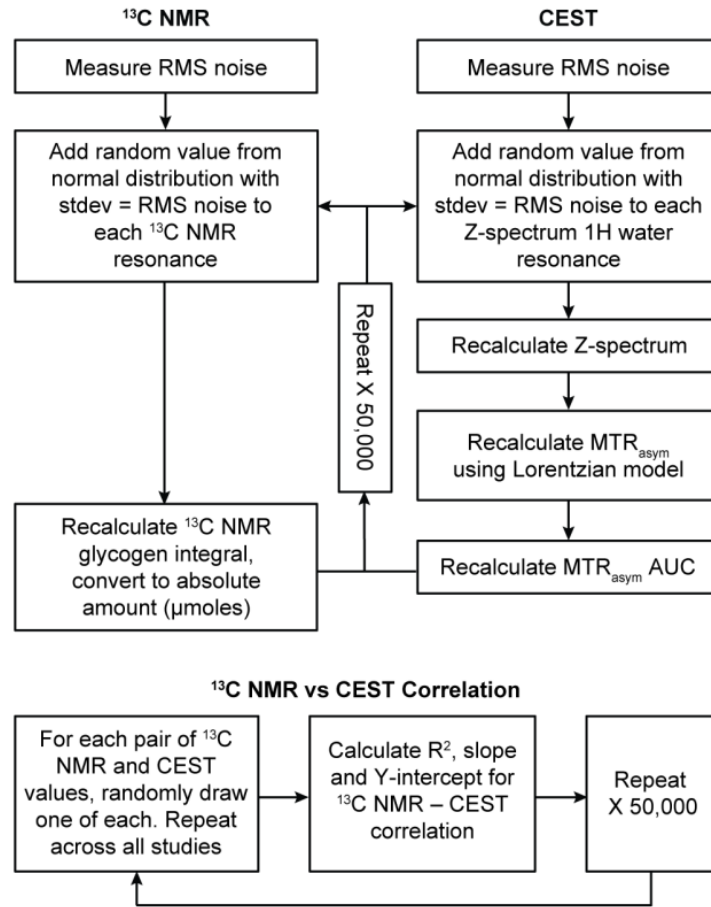 ¹³C NMR
Measure RMS noise
Add random value from
normal distribution with
stdev = RMS noise to
each ¹³C NMR
resonance
Recalculate ¹³C NMR
glycogen integral,
convert to absolute
amount (µmoles)
Repeat X 50,000
CEST
Measure RMS noise
Add random value from
normal distribution with
stdev = RMS noise to each
Z-spectrum 1H water
resonance
Recalculate Z-spectrum
Recalculate MTRasym
using Lorentzian model
Recalculate MTRasym AUC
¹³C NMR vs CEST Correlation
For each pair of ¹³C
NMR and CEST
values, randomly draw
one of each. Repeat
across all studies
Calculate R², slope
and Y-intercept for
¹³C NMR – CEST
correlation
Repeat
X 50,000